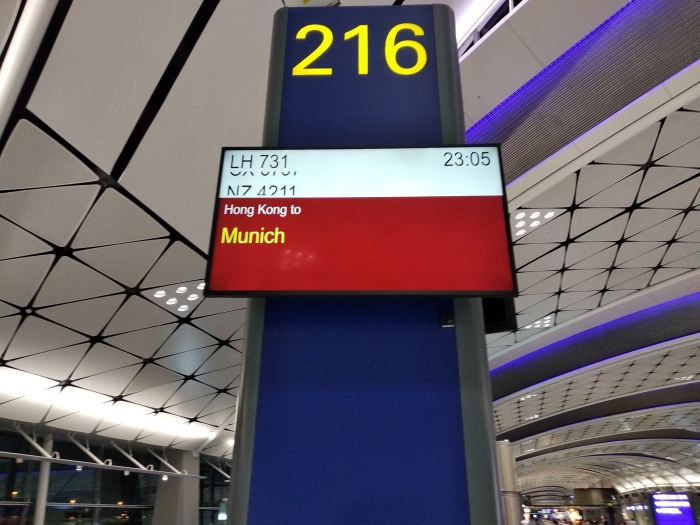 216
LH 731 23:05
NZ 4211
Hong Kong to
Munich